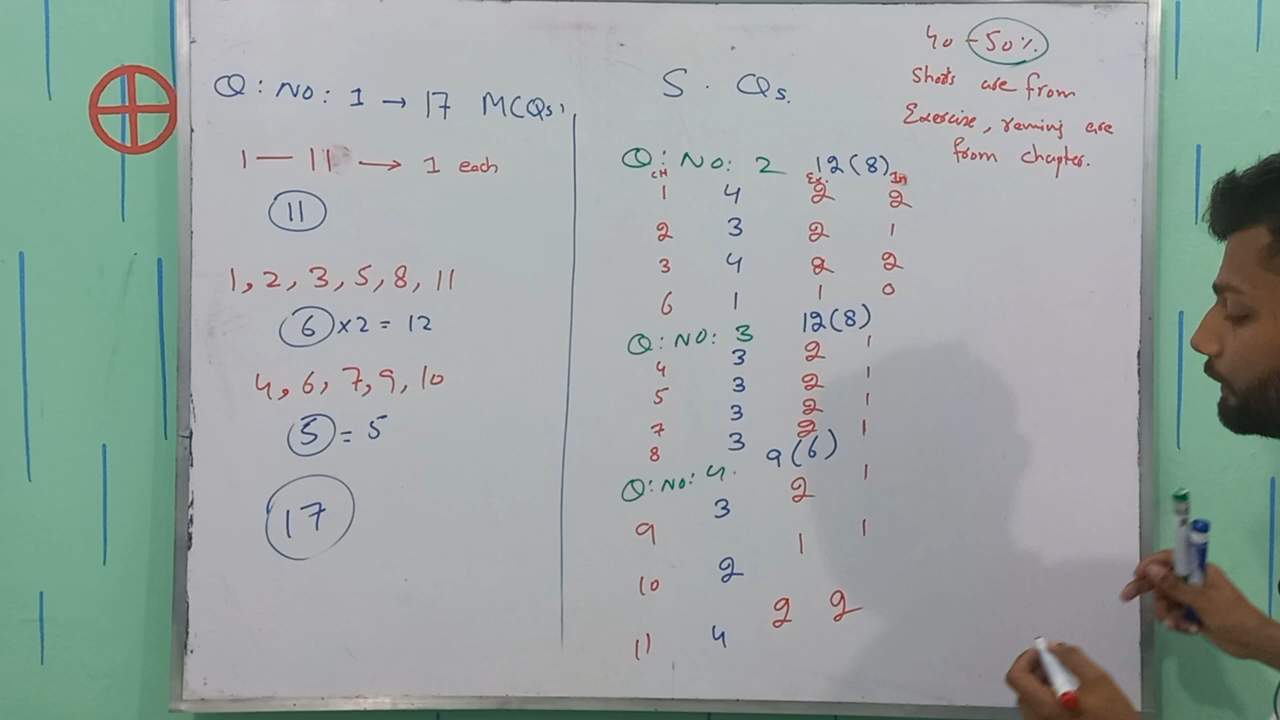 Q: NO: 1 → 17 MCQs.
1 — 11 → 1 each
11
1, 2, 3, 5, 8, 11
6 x2 = 12
4, 6, 7, 9, 10
5 = 5
17
S. Qs.
Q: NO: 2 12(8)
CH Ex. In
1 4 2 2
2 3 2 1
3 4 2 2
6 1 1 0
Q: NO: 3 12(8)
4 3 2 1
5 3 2 1
7 3 2 1
8 3 2 1
Q: NO: 4. 9(6)
9 3 2 1
10 2 1 1
11 4 2 2
40 - 50%
Shorts are from
Exercise, remining are
from chapter.